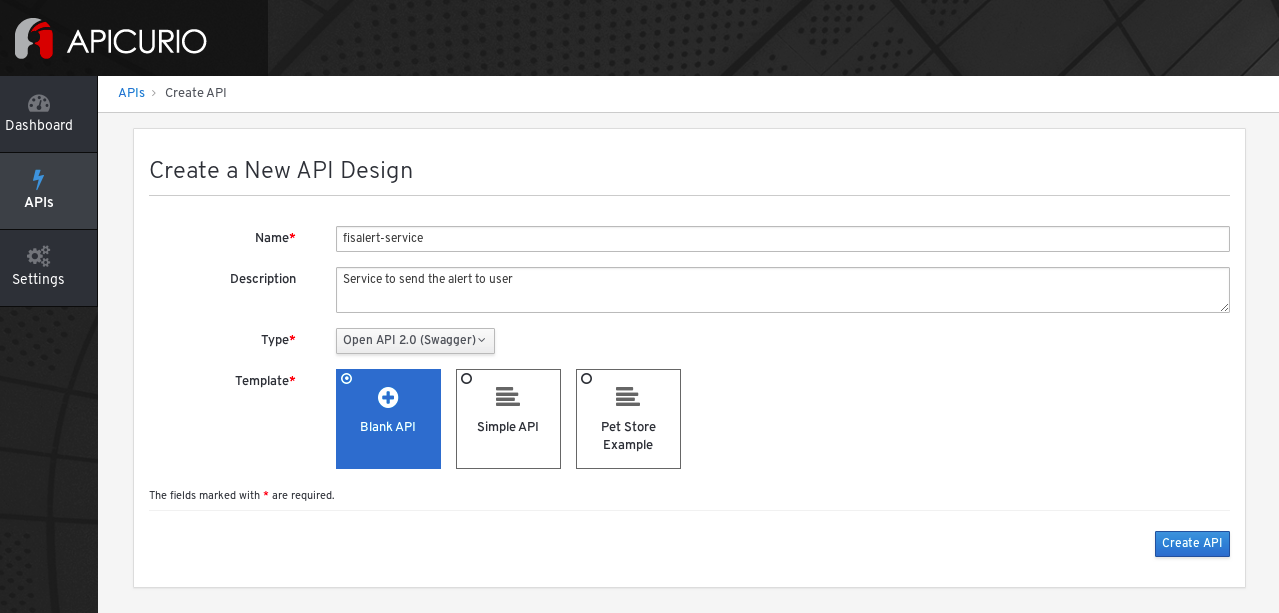 APICURIO
Dashboard
APIs
Settings
APIs > Create API
Create a New API Design
Name*
fisalert-service
Description
Service to send the alert to user
Type*
Open API 2.0 (Swagger)
Template*
Blank API
Simple API
Pet Store
Example
The fields marked with * are required.
Create API